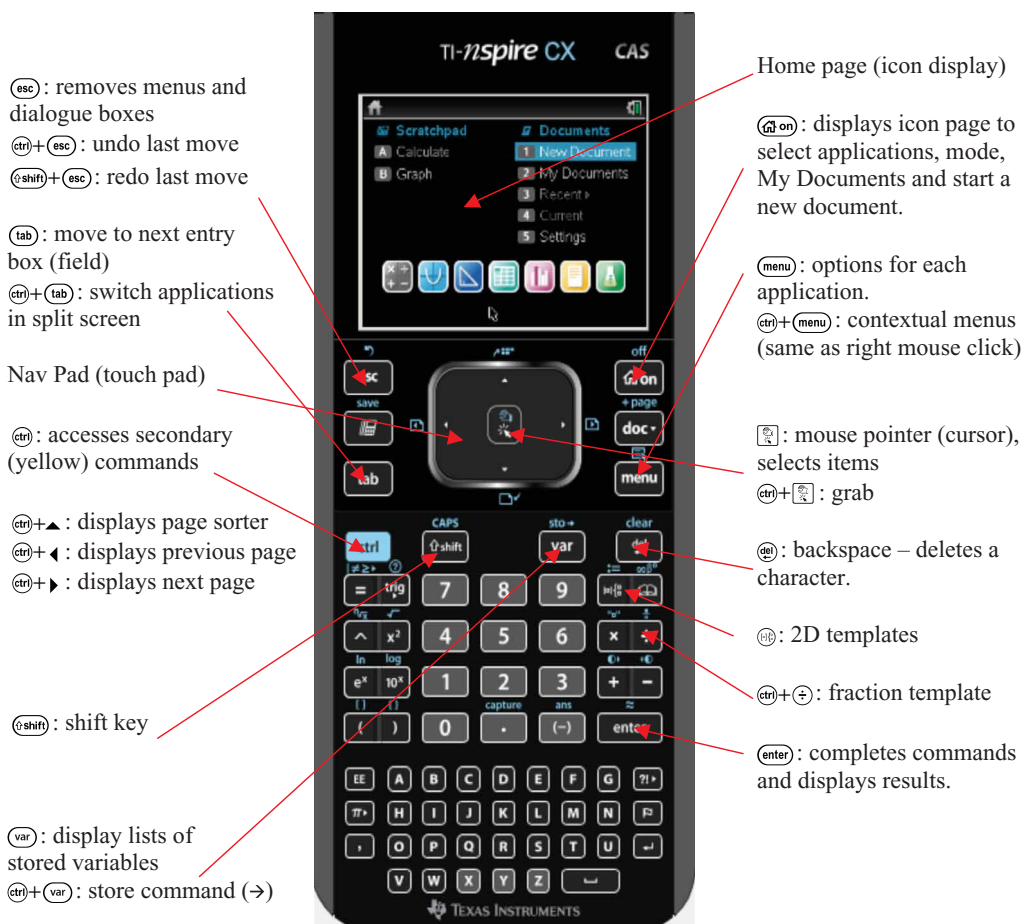 TI-nspire CX CAS
esc : removes menus and
dialogue boxes
ctrl + esc : undo last move
⇧shift + esc : redo last move
tab : move to next entry
box (field)
ctrl + tab : switch applications
in split screen
Nav Pad (touch pad)
ctrl : accesses secondary
(yellow) commands
ctrl + ▲ : displays page sorter
ctrl + ◀ : displays previous page
ctrl + ▶ : displays next page
⇧shift : shift key
var : display lists of
stored variables
ctrl + var : store command (→)
Scratchpad
A Calculate
B Graph
Documents
1 New Document
2 My Documents
3 Recent ▸
4 Current
5 Settings
esc
save
tab
off
on
+ page
doc▾
menu
CAPS
sto→
clear
ctrl
⇧shift
var
del
|≠≥▸ ? := ∞β°
= trig 7 8 9
ⁿ√x √ "▫"
^ x² 4 5 6 × ÷
ln log
eˣ 10ˣ 1 2 3 + −
[ ] { } capture ans ≈
( ) 0 . (−) enter
EE A B C D E F G ?!▸
π▸ H I J K L M N
, O P Q R S T U ↵
V W X Y Z
TEXAS INSTRUMENTS
Home page (icon display)
on : displays icon page to
select applications, mode,
My Documents and start a
new document.
menu : options for each
application.
ctrl + menu : contextual menus
(same as right mouse click)
: mouse pointer (cursor),
selects items
ctrl + : grab
del : backspace – deletes a
character.
: 2D templates
ctrl + ÷ : fraction template
enter : completes commands
and displays results.